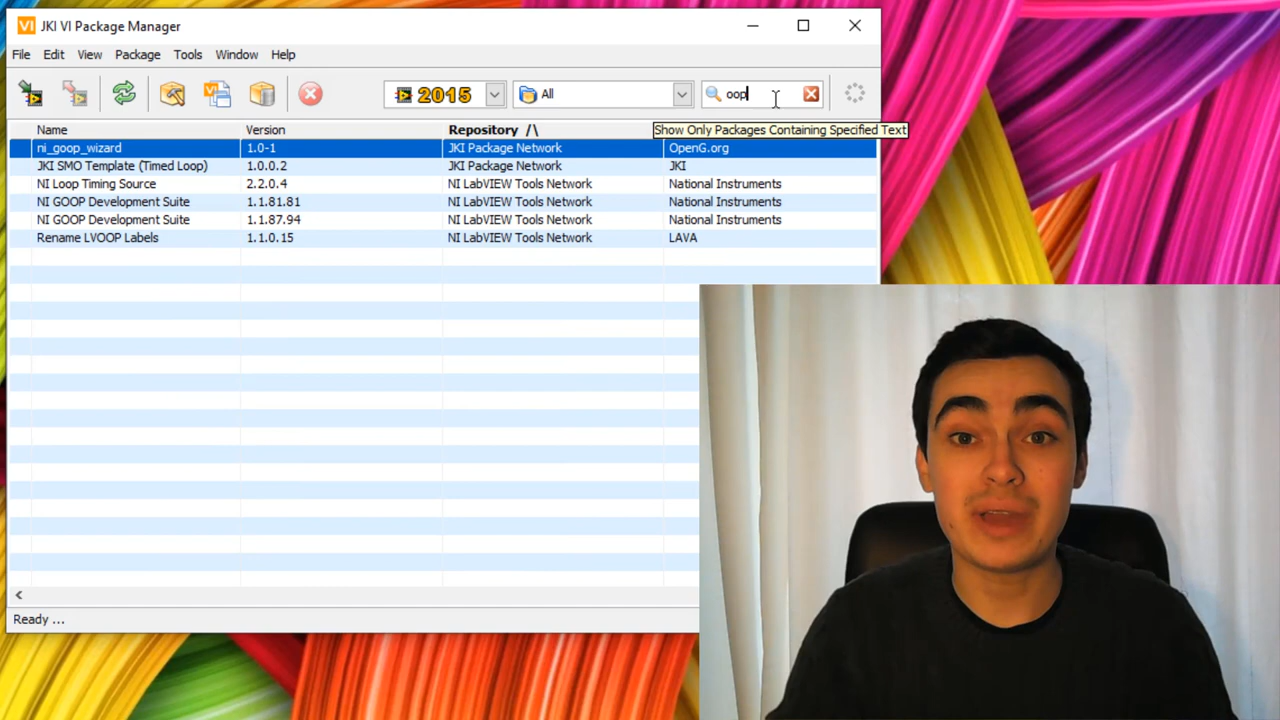 VI JKI VI Package Manager
File Edit View Package Tools Window Help
2015 All oop
Show Only Packages Containing Specified Text
Name Version Repository /\
ni_goop_wizard 1.0-1 JKI Package Network OpenG.org
JKI SMO Template (Timed Loop) 1.0.0.2 JKI Package Network JKI
NI Loop Timing Source 2.2.0.4 NI LabVIEW Tools Network National Instruments
NI GOOP Development Suite 1.1.81.81 NI LabVIEW Tools Network National Instruments
NI GOOP Development Suite 1.1.87.94 NI LabVIEW Tools Network National Instruments
Rename LVOOP Labels 1.1.0.15 NI LabVIEW Tools Network LAVA
Ready ...